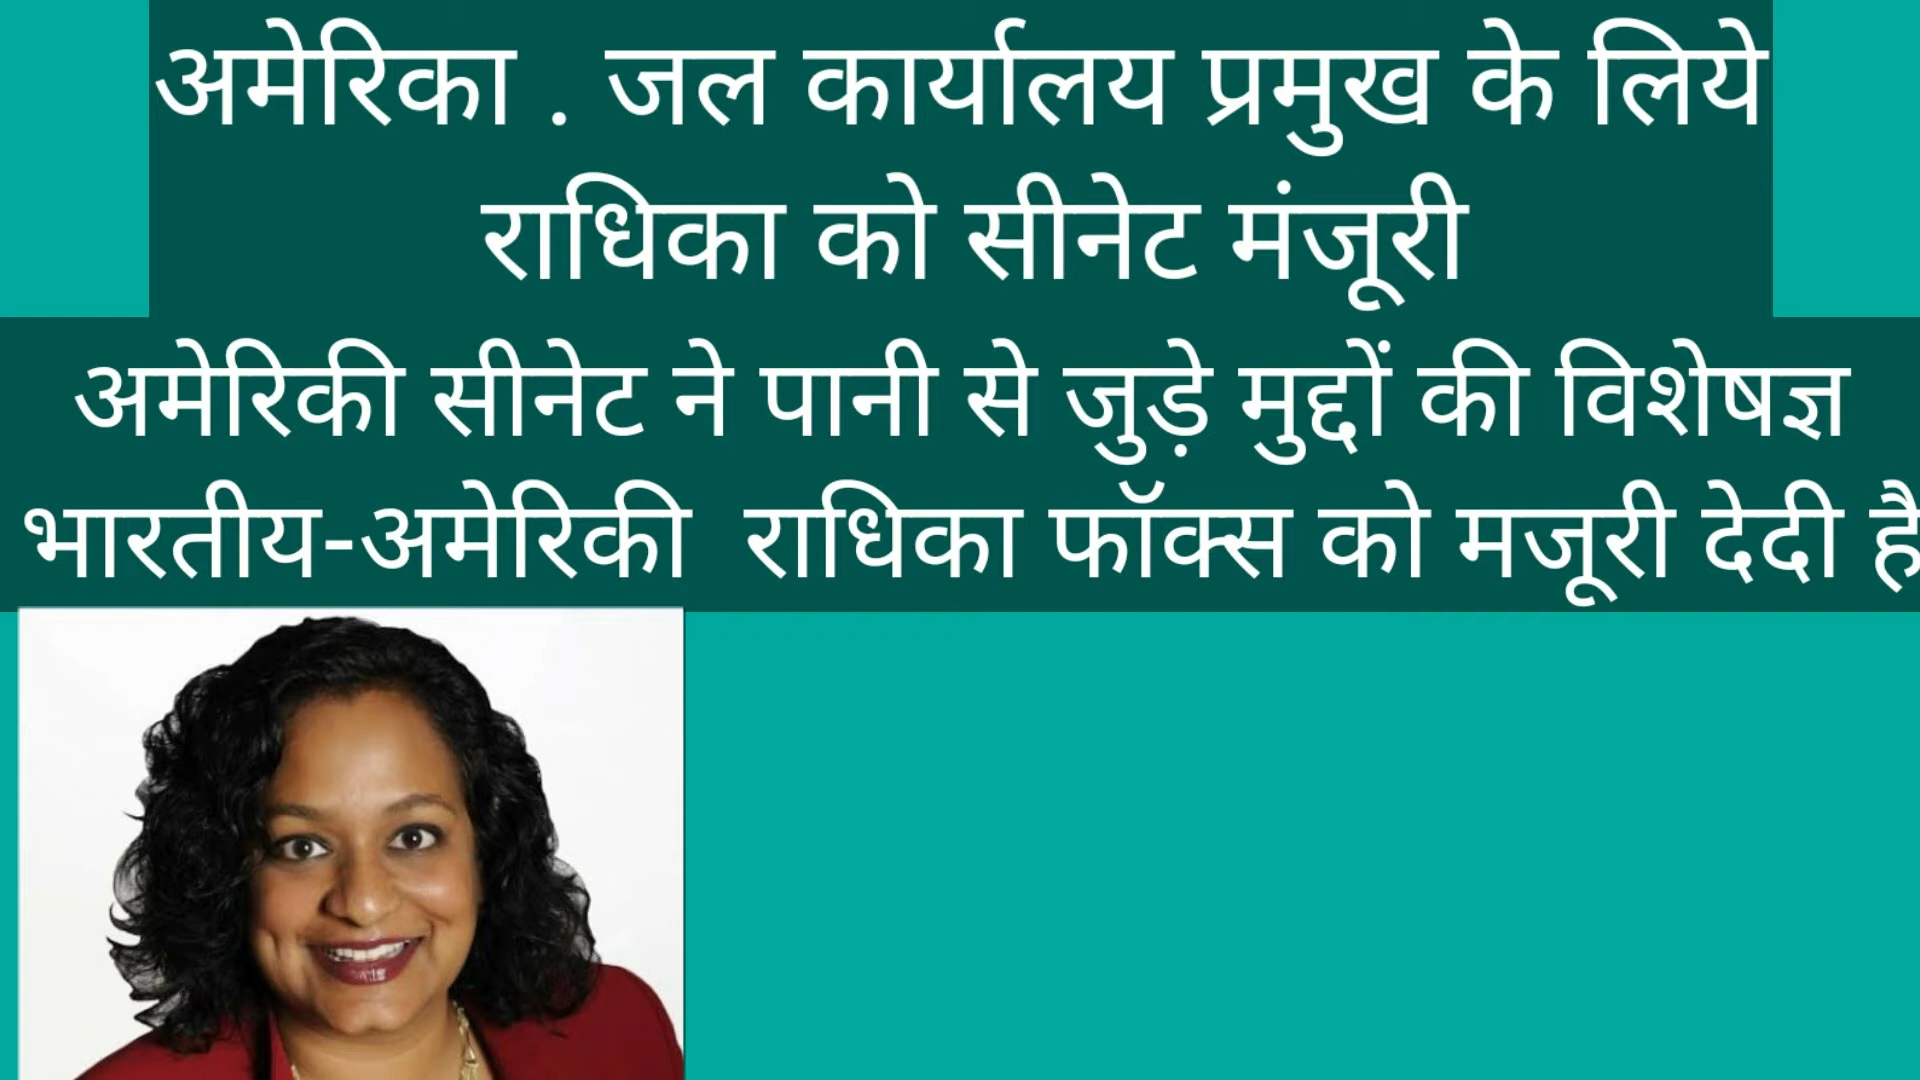 अमेरिका . जल कार्यालय प्रमुख के लिये
राधिका को सीनेट मंजूरी
अमेरिकी सीनेट ने पानी से जुड़े मुद्दों की विशेषज्ञ
भारतीय-अमेरिकी  राधिका फॉक्स को मजूरी देदी है